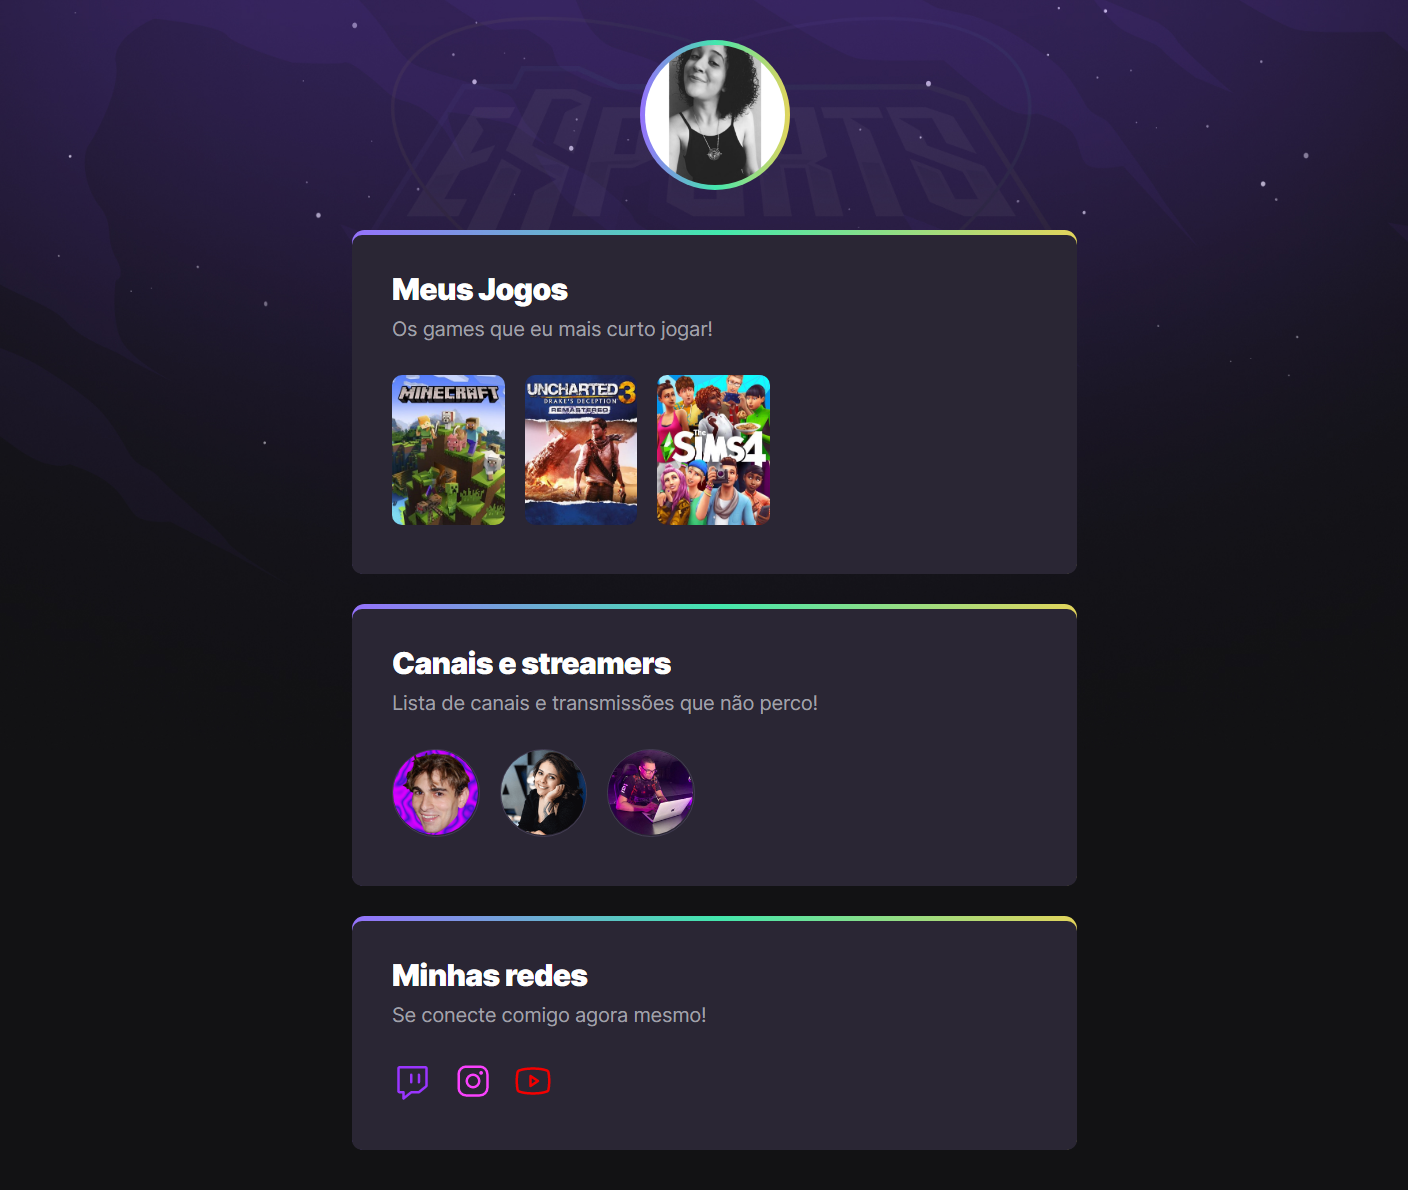 ESPORTS
Meus Jogos
Os games que eu mais curto jogar!
MINECRAFT
UNCHARTED 3
DRAKE'S DECEPTION
REMASTERED
The
SIMS 4
Canais e streamers
Lista de canais e transmissões que não perco!
Minhas redes
Se conecte comigo agora mesmo!